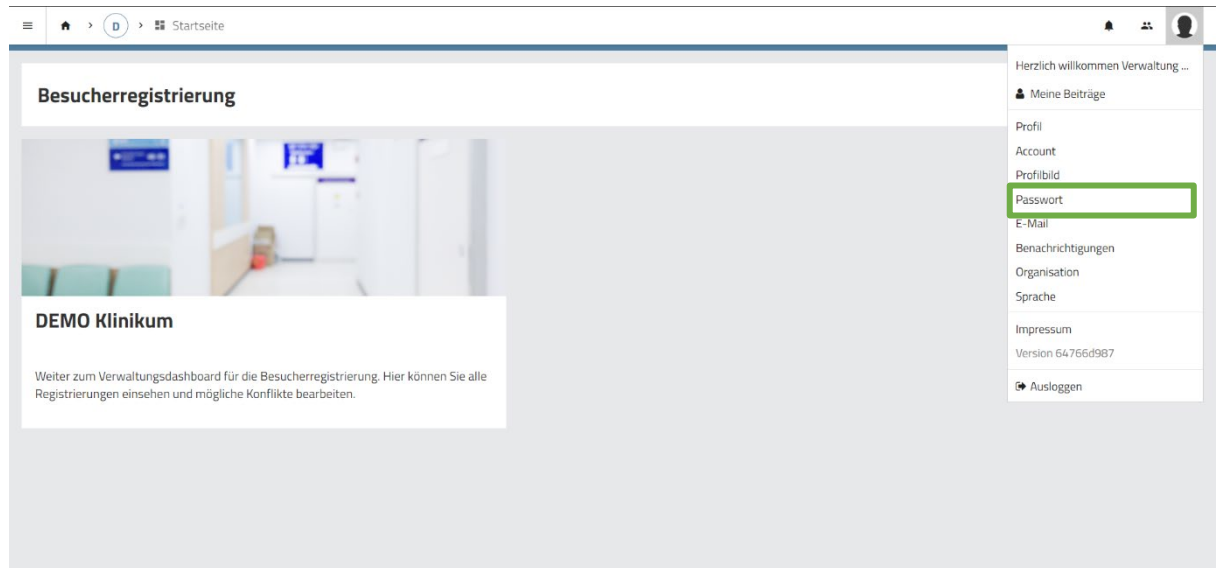 D
Startseite
Herzlich willkommen Verwaltung ...
Meine Beiträge
Besucherregistrierung
Profil
Account
Profilbild
Passwort
E-Mail
Benachrichtigungen
Organisation
Sprache
Impressum
Version 64766d987
Ausloggen
DEMO Klinikum
Weiter zum Verwaltungsdashboard für die Besucherregistrierung. Hier können Sie alle
Registrierungen einsehen und mögliche Konflikte bearbeiten.